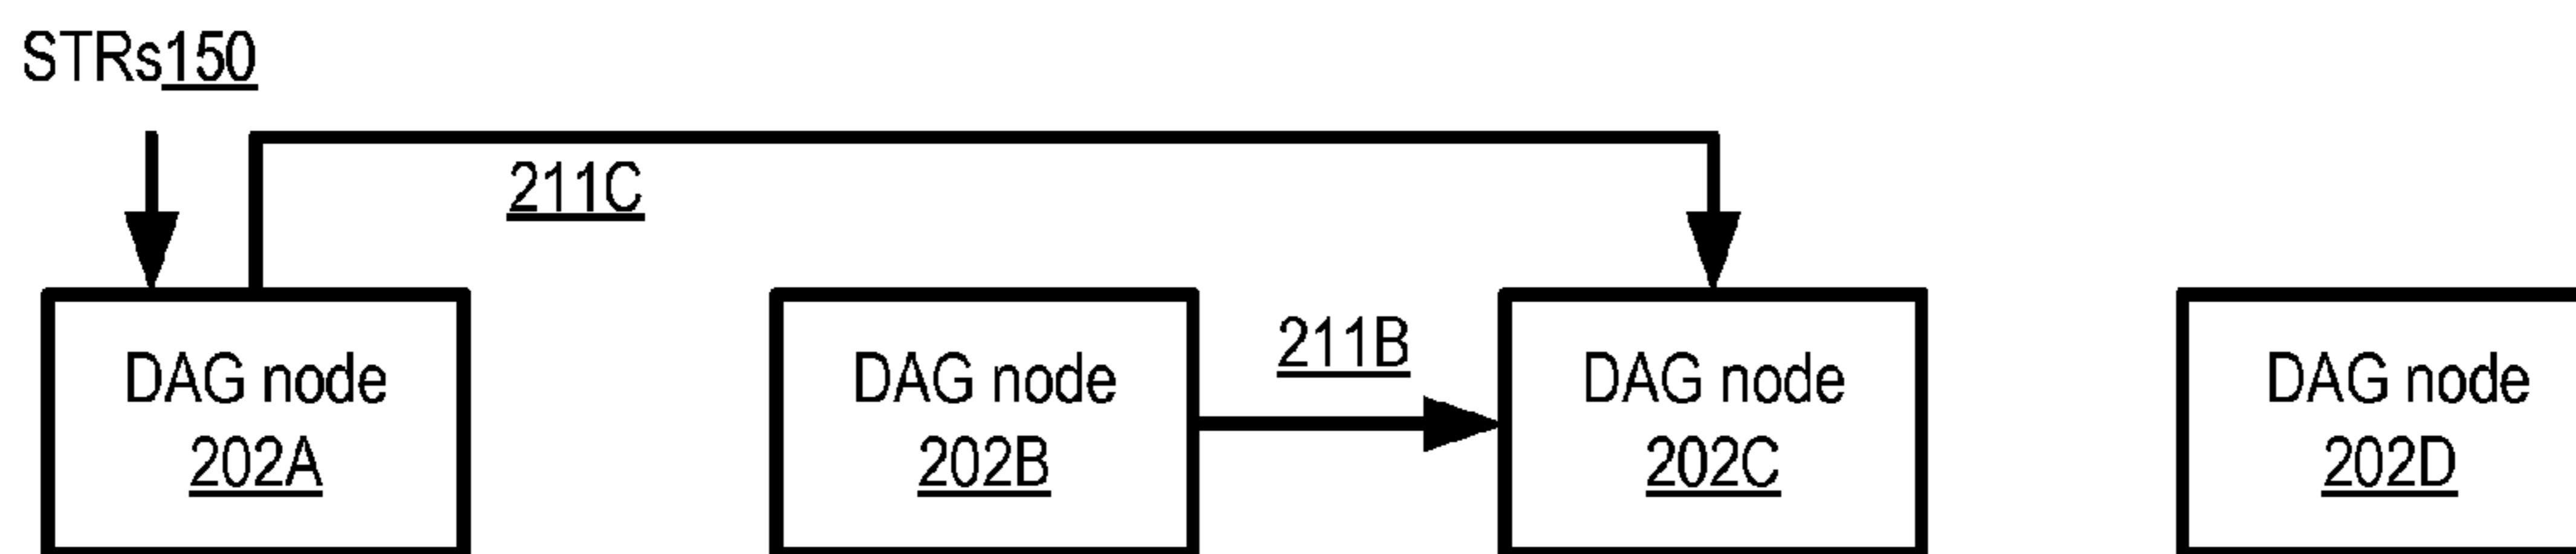 STRs150
211C
211B
DAG node
202A
DAG node
202B
DAG node
202C
DAG node
202D